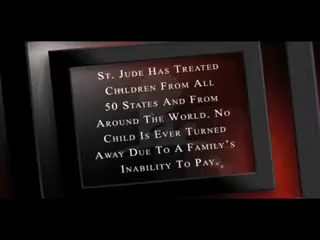 St. Jude Has Treated
Children From All
50 States And From
Around The World. No
Child Is Ever Turned
Away Due To A Family's
Inability To Pay.